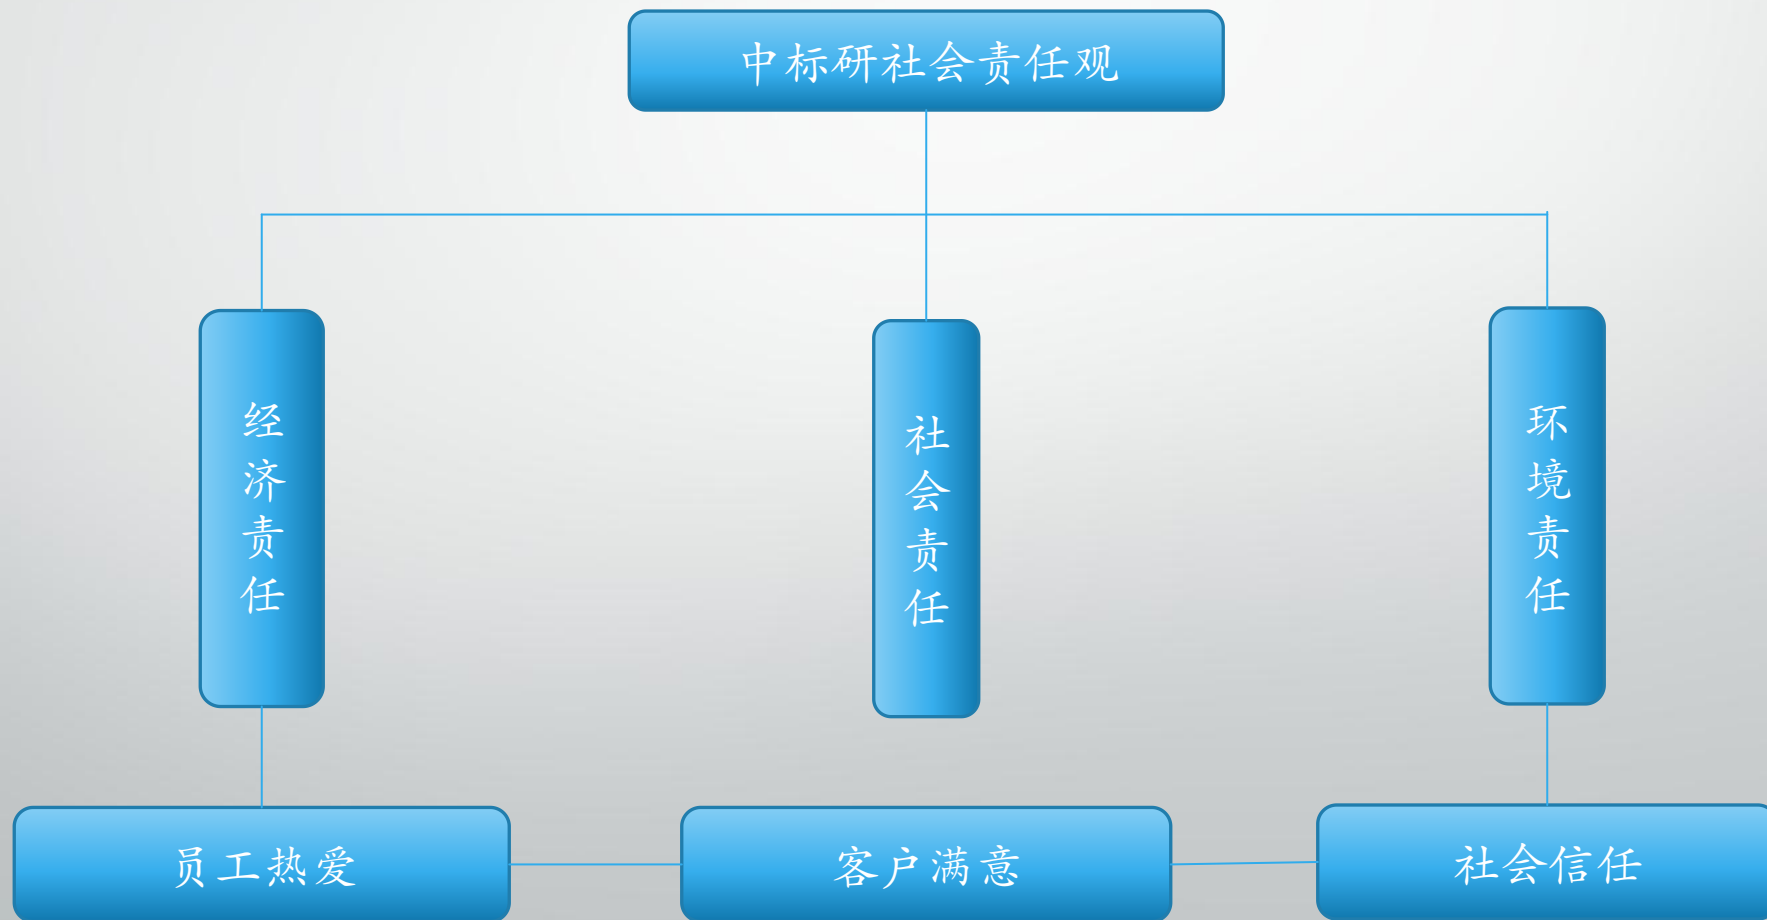 中标研社会责任观
经济责任
社会责任
环境责任
员工热爱
客户满意
社会信任